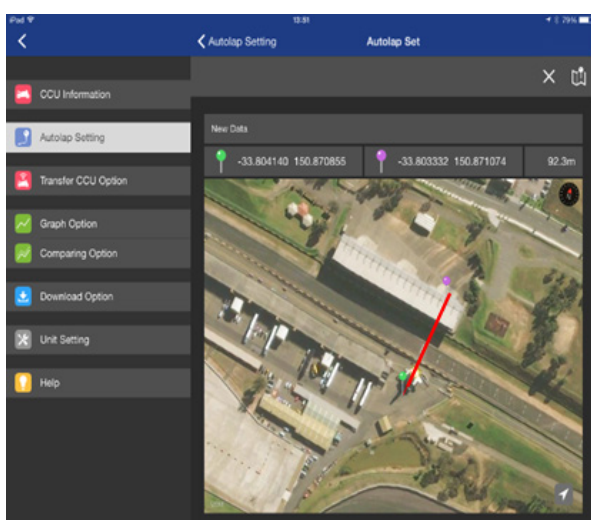 iPad 13:51 79%
Autolap Setting Autolap Set
CCU Information
Autolap Setting
Transfer CCU Option
Graph Option
Comparing Option
Download Option
Unit Setting
Help
New Data
-33.804140 150.870855 -33.803332 150.871074 92.3m